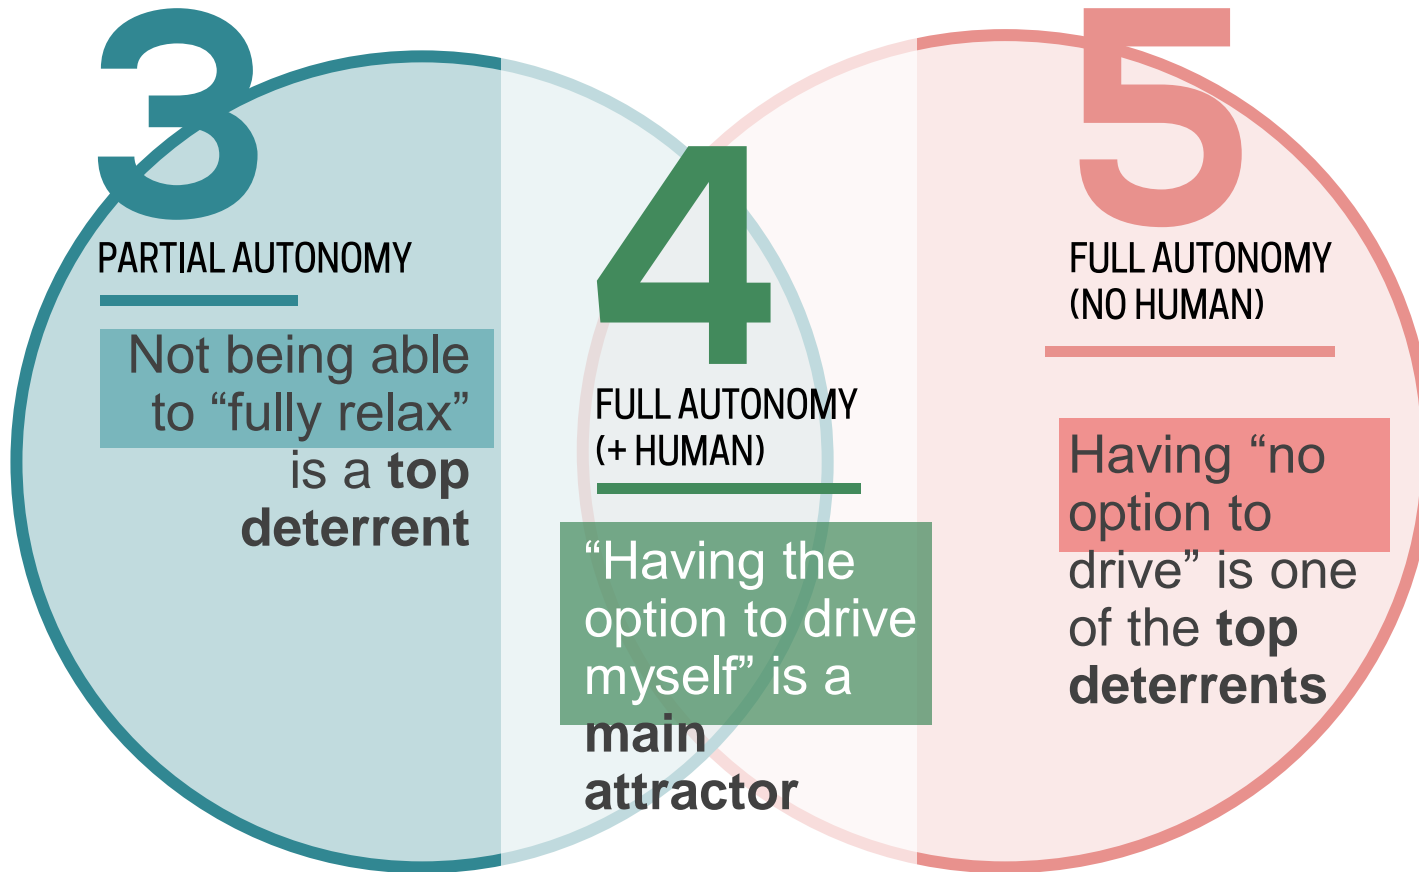 3
PARTIAL AUTONOMY
Not being able
to “fully relax”
is a top
deterrent
4
FULL AUTONOMY
(+ HUMAN)
“Having the
option to drive
myself” is a
main
attractor
5
FULL AUTONOMY
(NO HUMAN)
Having “no
option to
drive” is one
of the top
deterrents